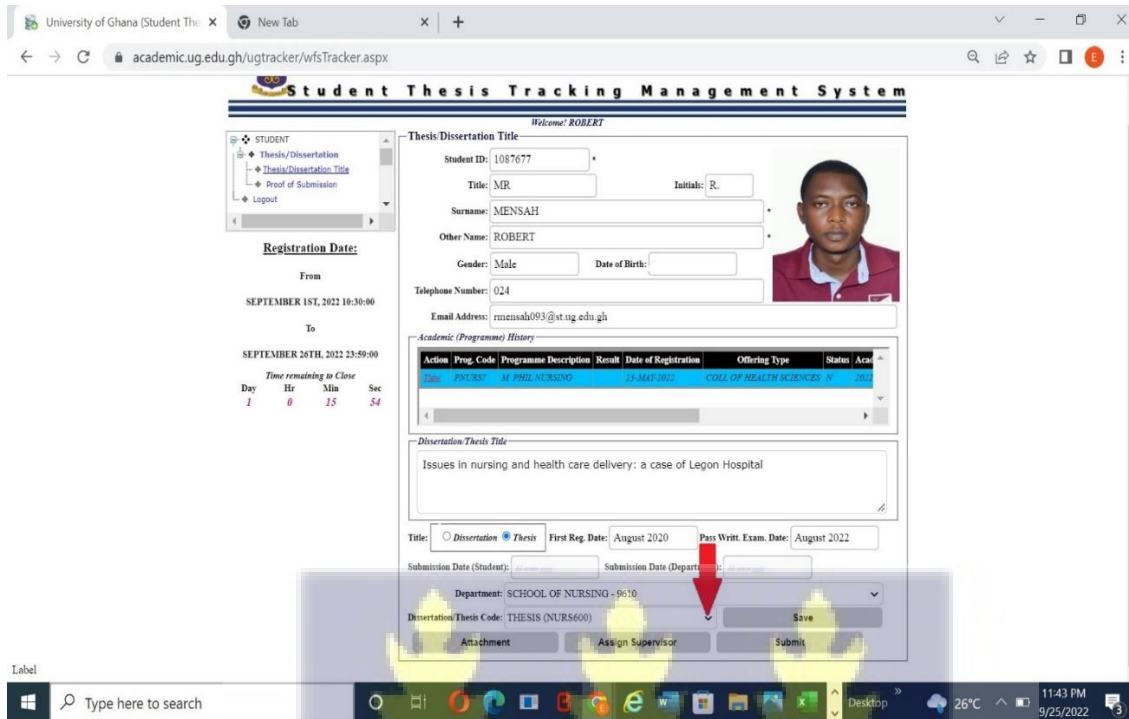 University of Ghana (Student The
New Tab
academic.ug.edu.gh/ugtracker/wfsTracker.aspx
E
Student Thesis Tracking Management System
Welcome! ROBERT
STUDENT
Thesis/Dissertation
Thesis/Dissertation Title
Proof of Submission
Logout
Registration Date:
From
SEPTEMBER 1ST, 2022 10:30:00
To
SEPTEMBER 26TH, 2022 23:59:00
Time remaining to Close
Day Hr Min Sec
1 0 15 54
Thesis/Dissertation Title
Student ID: 1087677 *
Title: MR Initials: R.
Surname: MENSAH *
Other Name: ROBERT *
Gender: Male Date of Birth:
Telephone Number: 024
Email Address: rmensah093@st.ug.edu.gh
Academic (Programme) History
Action Prog. Code Programme Description Result Date of Registration Offering Type Status Acad
View PNURS7 M. PHIL NURSING 23-MAY-2022 COLL OF HEALTH SCIENCES N 2022
Dissertation/Thesis Title
Issues in nursing and health care delivery: a case of Legon Hospital
Title: Dissertation Thesis First Reg. Date: August 2020 Pass Writt. Exam. Date: August 2022
Submission Date (Student): Submission Date
Department: SCHOOL OF NURSING - 9610
Dissertation/Thesis Code: THESIS (NURS600) Save
Attachment Assign Supervisor Submit
Label
Type here to search
Desktop
26°C
11:43 PM
9/25/2022
3